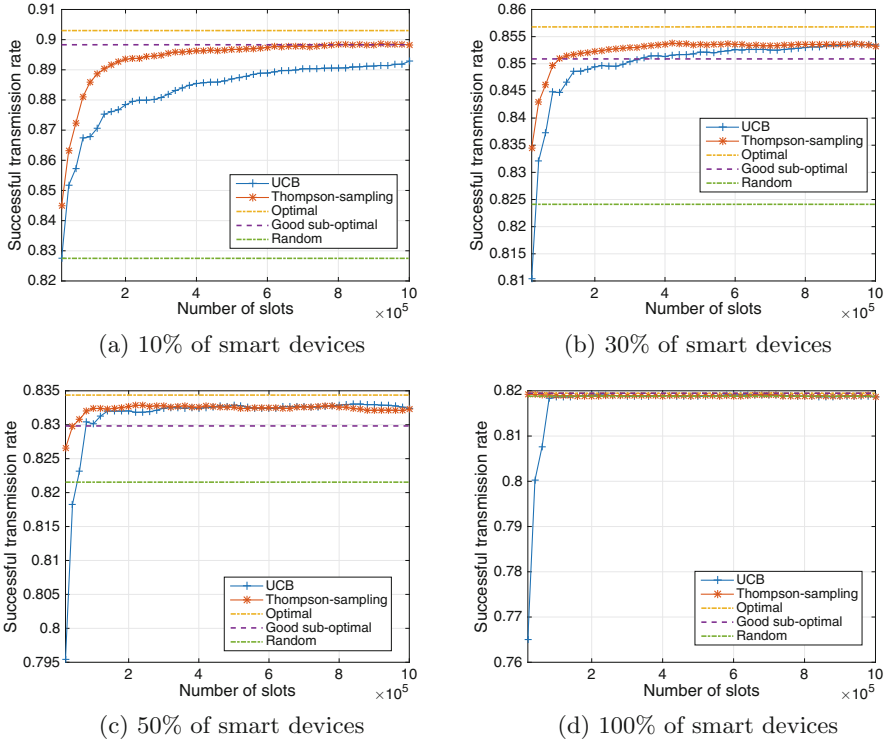 0.91
0.9
0.89
0.88
0.87
0.86
0.85
0.84
0.83
0.82
Successful transmission rate
UCB
Thompson-sampling
Optimal
Good sub-optimal
Random
2 4 6 8 10
Number of slots
×10^5
(a) 10% of smart devices
0.86
0.855
0.85
0.845
0.84
0.835
0.83
0.825
0.82
0.815
0.81
Successful transmission rate
UCB
Thompson-sampling
Optimal
Good sub-optimal
Random
2 4 6 8 10
Number of slots
×10^5
(b) 30% of smart devices
0.835
0.83
0.825
0.82
0.815
0.81
0.805
0.8
0.795
Successful transmission rate
UCB
Thompson-sampling
Optimal
Good sub-optimal
Random
2 4 6 8 10
Number of slots
×10^5
(c) 50% of smart devices
0.82
0.81
0.8
0.79
0.78
0.77
0.76
Successful transmission rate
UCB
Thompson-sampling
Optimal
Good sub-optimal
Random
2 4 6 8 10
Number of slots
×10^5
(d) 100% of smart devices